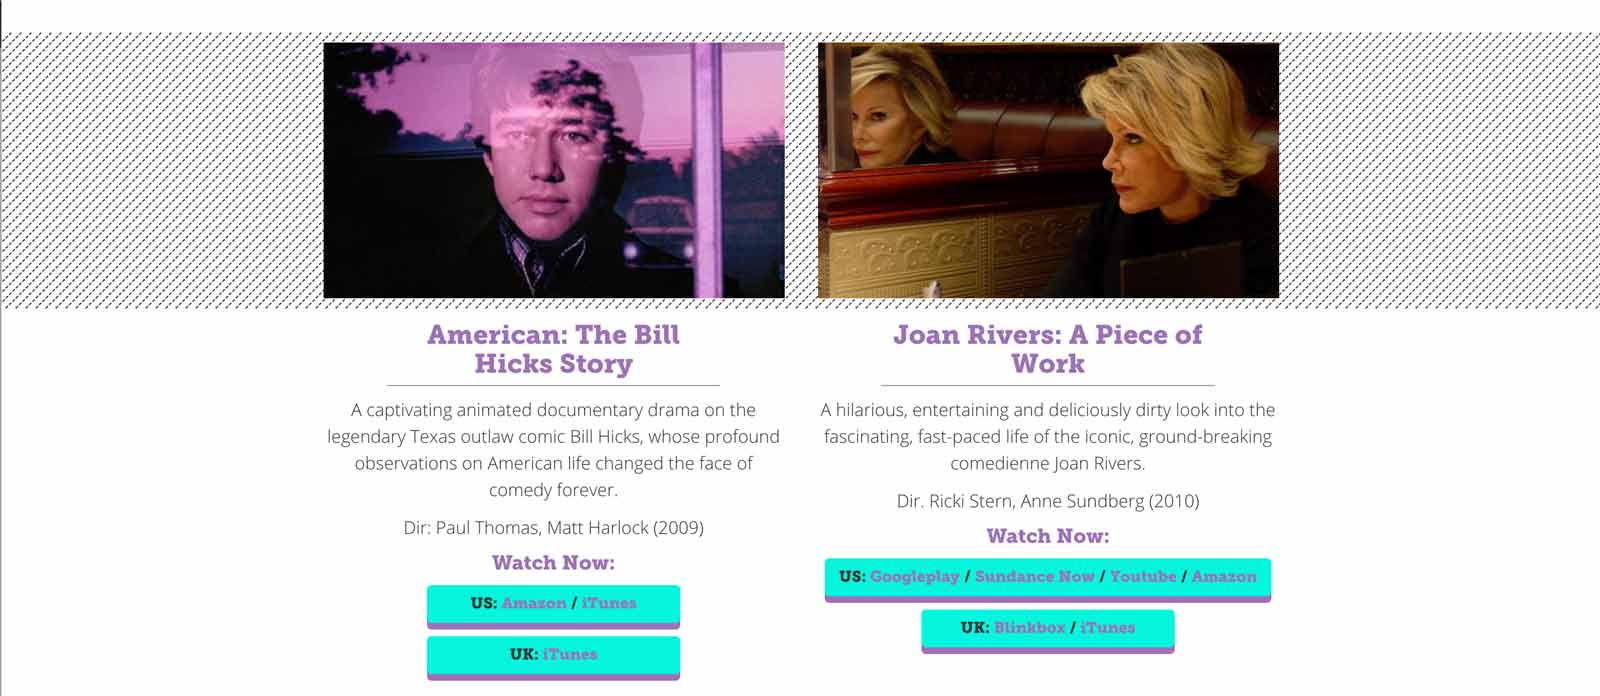 American: The Bill
Hicks Story
A captivating animated documentary drama on the
legendary Texas outlaw comic Bill Hicks, whose profound
observations on American life changed the face of
comedy forever.
Dir: Paul Thomas, Matt Harlock (2009)
Watch Now:
US: Amazon / iTunes
UK: iTunes
Joan Rivers: A Piece of
Work
A hilarious, entertaining and deliciously dirty look into the
fascinating, fast-paced life of the iconic, ground-breaking
comedienne Joan Rivers.
Dir. Ricki Stern, Anne Sundberg (2010)
Watch Now:
US: Googleplay / Sundance Now / Youtube / Amazon
UK: Blinkbox / iTunes